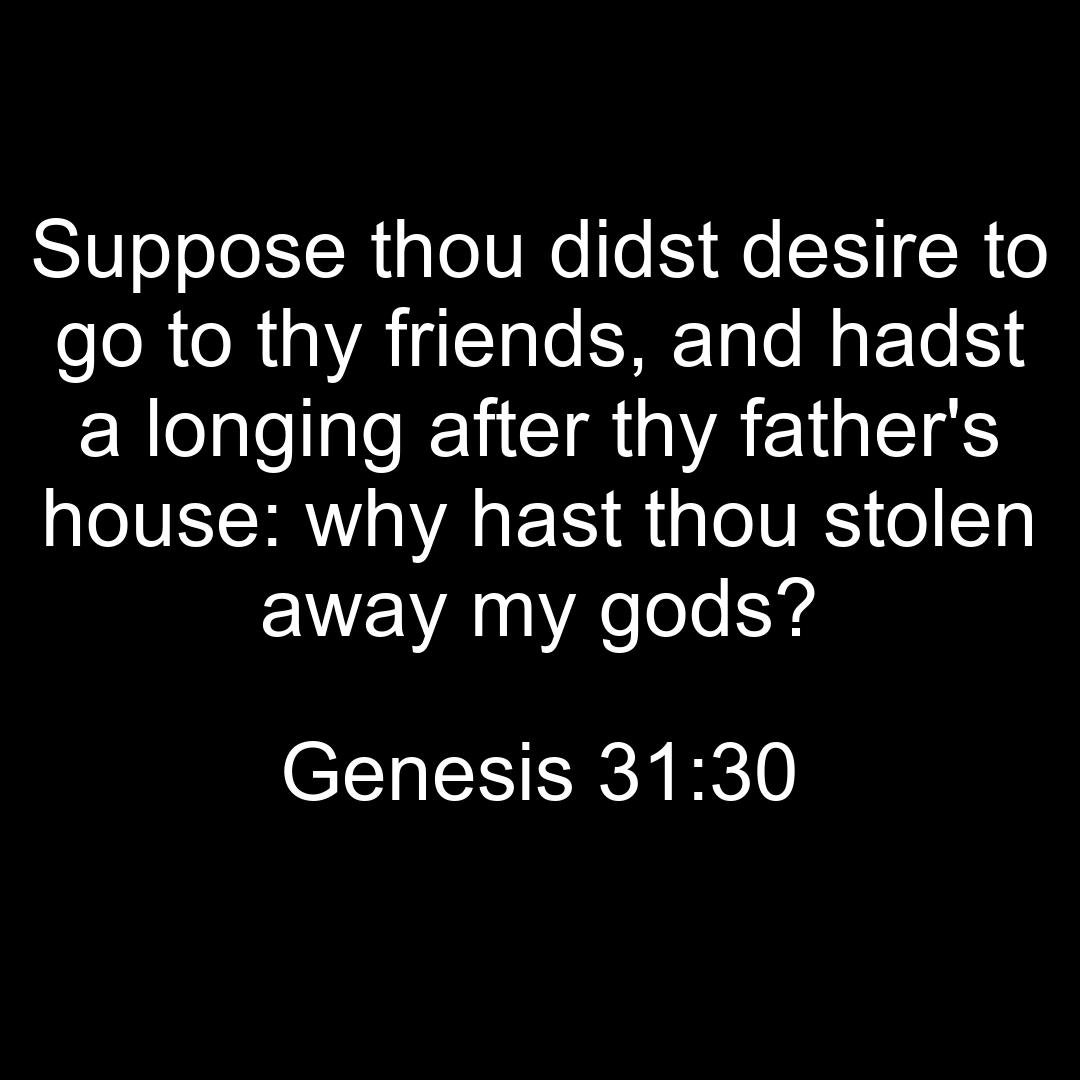 Suppose thou didst desire to
go to thy friends, and hadst
a longing after thy father's
house: why hast thou stolen
away my gods?
Genesis 31:30